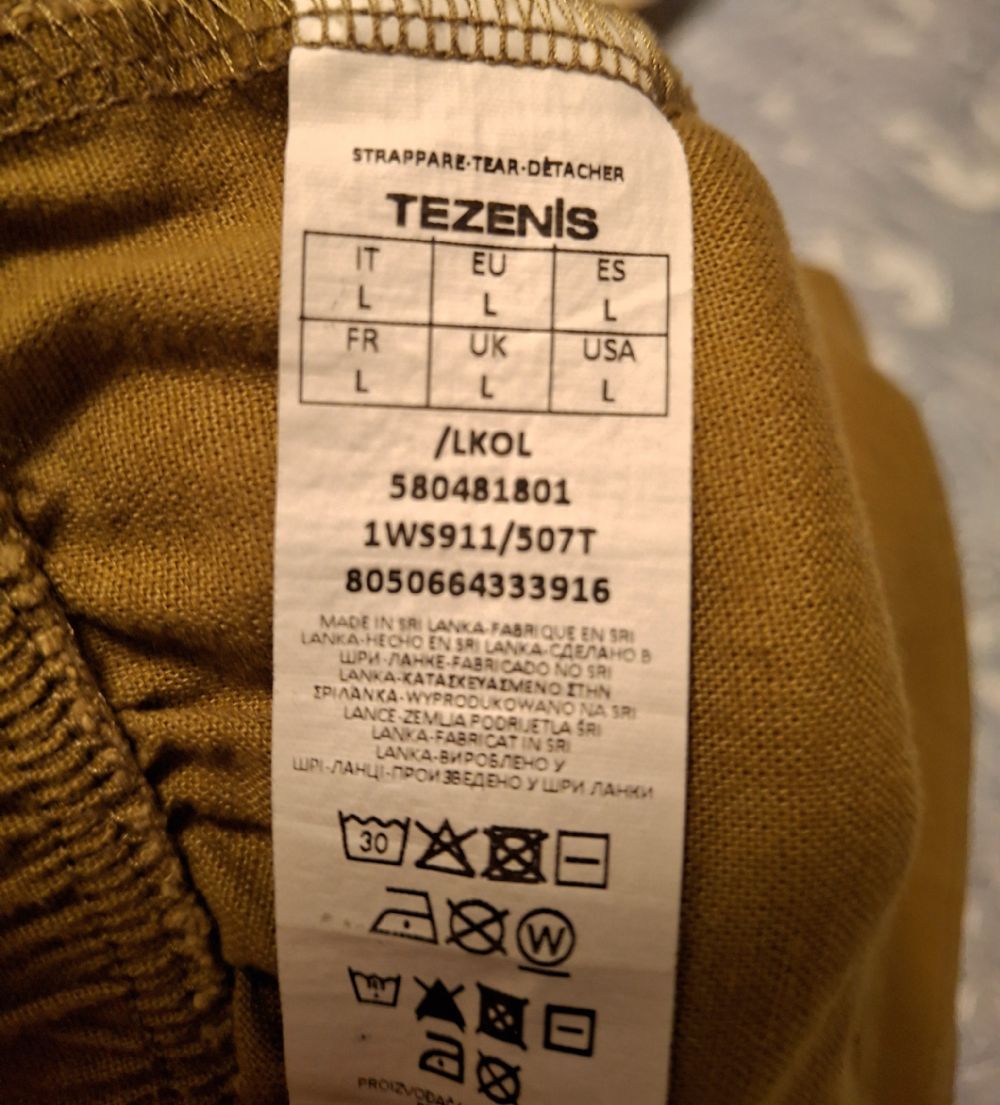 STRAPPARE·TEAR·DÉTACHER
TEZENIS
IT EU ES
L L L
FR UK USA
L L L
/LKOL
580481801
1WS911/507T
8050664333916
MADE IN SRI LANKA-FABRIQUE EN SRI
LANKA-HECHO EN SRI LANKA-СДЕЛАНО В
ШРИ-ЛАНКЕ-FABRICADO NO SRI
LANKA-ΚΑΤΑΣΚΕΥΑΣΜΕΝΟ ΣΤΗΝ
ΣΡΙ ΛΑΝΚΑ-WYPRODUKOWANO NA SRI
LANCE-ZEMLJA PODRIJETLA ŠRI
LANKA-FABRICAT IN SRI
LANKA-ВИРОБЛЕНО У
ШРІ-ЛАНЦІ-ПРОИЗВЕДЕНО У ШРИ ЛАНКИ
30
W